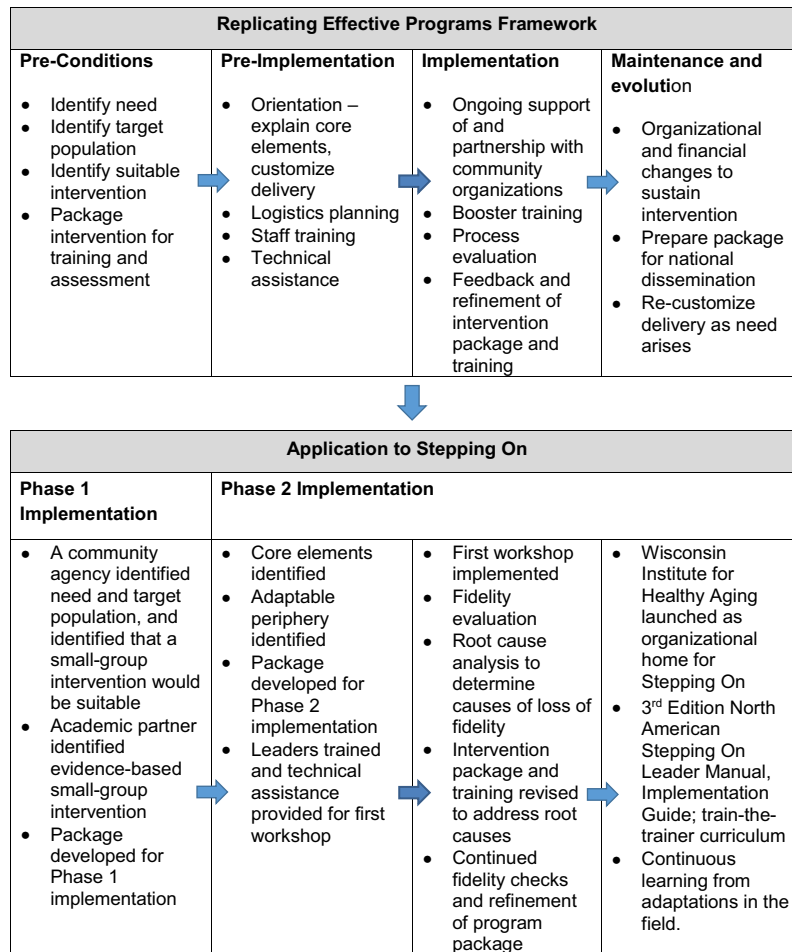 Replicating Effective Programs Framework
Pre-Conditions
● Identify need
● Identify target
population
● Identify suitable
intervention
● Package
intervention for
training and
assessment
Pre-Implementation
● Orientation –
explain core
elements,
customize
delivery
● Logistics planning
● Staff training
● Technical
assistance
Implementation
● Ongoing support
of and
partnership with
community
organizations
● Booster training
● Process
evaluation
● Feedback and
refinement of
intervention
package and
training
Maintenance and
evolution
● Organizational
and financial
changes to
sustain
intervention
● Prepare package
for national
dissemination
● Re-customize
delivery as need
arises
Application to Stepping On
Phase 1
Implementation
Phase 2 Implementation
● A community
agency identified
need and target
population, and
identified that a
small-group
intervention would
be suitable
● Academic partner
identified
evidence-based
small-group
intervention
● Package
developed for
Phase 1
implementation
● Core elements
identified
● Adaptable
periphery
identified
● Package
developed for
Phase 2
implementation
● Leaders trained
and technical
assistance
provided for first
workshop
● First workshop
implemented
● Fidelity
evaluation
● Root cause
analysis to
determine
causes of loss of
fidelity
● Intervention
package and
training revised
to address root
causes
● Continued
fidelity checks
and refinement
of program
package
● Wisconsin
Institute for
Healthy Aging
launched as
organizational
home for
Stepping On
● 3rd Edition North
American
Stepping On
Leader Manual,
Implementation
Guide; train-the-
trainer curriculum
● Continuous
learning from
adaptations in the
field.